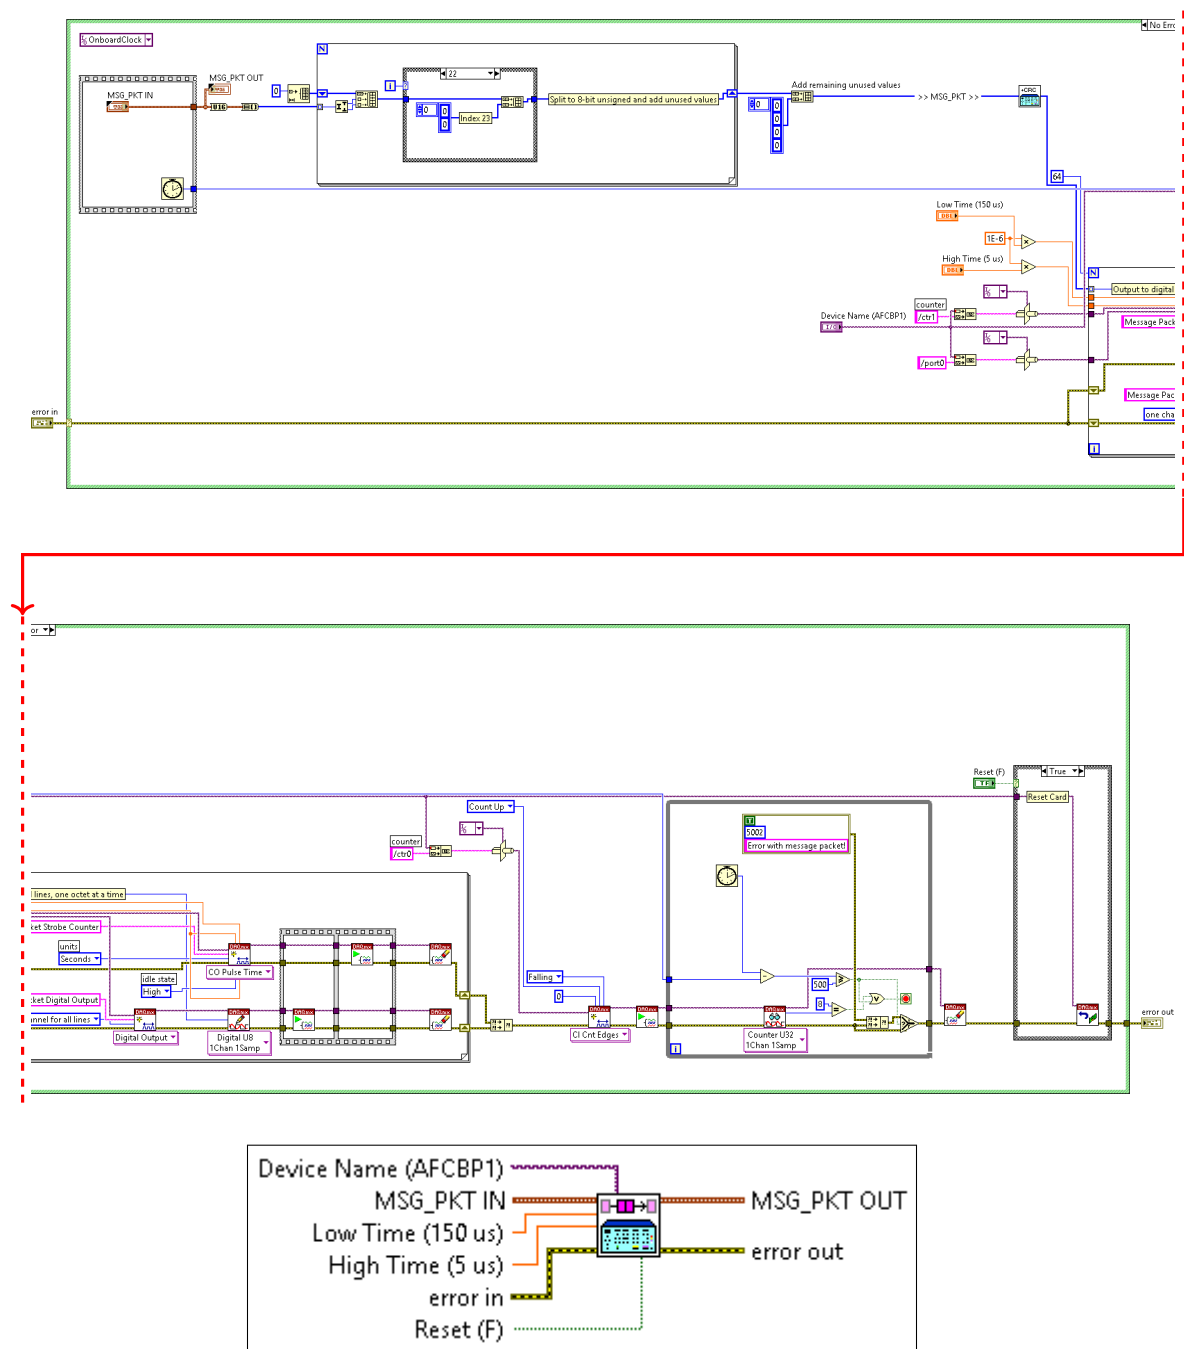 OnboardClock
No Err
N
MSG_PKT OUT
MSG_PKT IN
22
Add remaining unused values
0
i
+CRC
U16
0
Split to 8-bit unsigned and add unused values
>> MSG_PKT >>
0
0
Index 23
0
0
0
0
0
0
64
Low Time (150 us)
DBL
1E-6
High Time (5 us)
DBL
N
Output to digital
counter
/ctr1
Device Name (AFCBP1)
I/O
Message Pack
/port0
Message Pac
error in
one cha
i
or
Reset (F)
TF
True
Reset Card
Count Up
T
5002
Error with message packet!
counter
/ctr0
lines, one octet at a time
ket Strobe Counter
units
Seconds
CO Pulse Time
idle state
High
Falling
500
ket Digital Output
0
8
error out
nnel for all lines
Digital Output
Digital U8
1Chan 1Samp
CI Cnt Edges
Counter U32
1Chan 1Samp
i
Device Name (AFCBP1)
MSG_PKT IN
MSG_PKT OUT
Low Time (150 us)
High Time (5 us)
error out
error in
Reset (F)